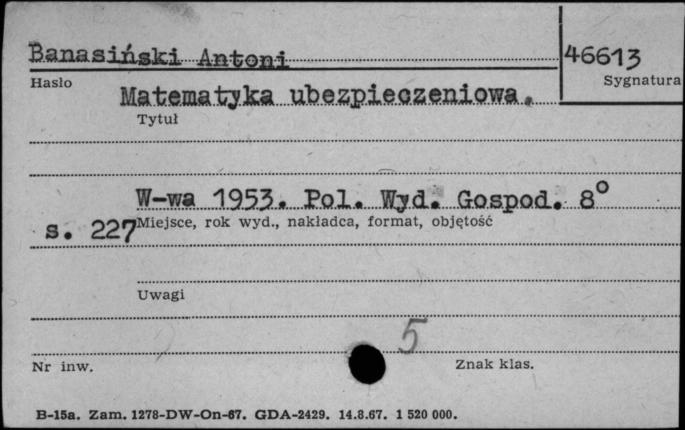 Banasiński Antoni
46613
Hasło
Sygnatura
Matematyka ubezpieczeniowa.
Tytuł
W-wa 1953. Pol. Wyd. Gospod. 8°
s. 227
Miejsce, rok wyd., nakładca, format, objętość
Uwagi
5
Nr inw.
Znak klas.
B-15a. Zam. 1278-DW-On-67. GDA-2429. 14.8.67. 1 520 000.